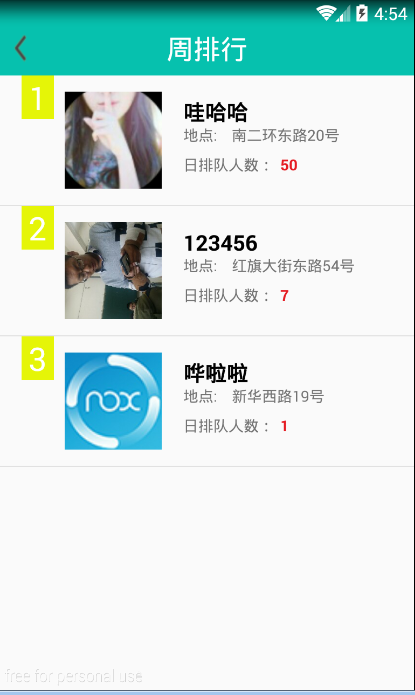 4:54
周排行
1
哇哈哈
地点: 南二环东路20号
日排队人数： 50
2
123456
地点: 红旗大街东路54号
日排队人数： 7
3
哗啦啦
nox
地点: 新华西路19号
日排队人数： 1
free for personal use